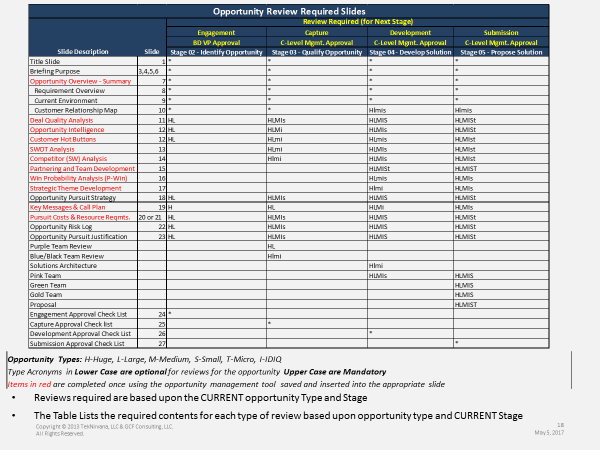 Opportunity Review Required Slides
Review Required (for Next Stage)
Engagement Capture Development Submission
BD VP Approval C-Level Mgmt. Approval C-Level Mgmt. Approval C-Level Mgmt. Approval
Slide Description Slide Stage 02 - Identify Opportunity Stage 03 - Qualify Opportunity Stage 04 - Develop Solution Stage 05 - Propose Solution
Title Slide 1 * * * *
Briefing Purpose 3,4,5,6 * * * *
Opportunity Overview - Summary 7 * * * *
Requirement Overview 8 * * * *
Current Environment 9 * * * *
Customer Relationship Map 10 * * Hlmis Hlmis
Deal Quality Analysis 11 HL HLMIs HLMIS HLMISt
Opportunity Intelligence 12 HL HLMi HLMIS HLMISt
Customer Hot Buttons 12 HL HLMi HLMIS HLMISt
SWOT Analysis 13 HLMi HLMIS HLMISt
Competitor (SW) Analysis 14 Hlmi HLMIS HLMISt
Partnering and Team Development 15 HLMIST HLMIST
Win Probability Analysis (P-Win) 16 HLMIs HLMIS
Strategic Theme Development 17 Hlmi HLMIS
Opportunity Pursuit Strategy 18 HL HLMIs HLMIS HLMISt
Key Messages & Call Plan 19 H HL HLMi HLMIs
Pursuit Costs & Resource Reqmts. 20 or 21 HL HLMIs HLMIS HLMISt
Opportunity Risk Log 22 HL HLMIs HLMIS HLMISt
Opportunity Pursuit Justification 23 HL HLMIs HLMIS HLMISt
Purple Team Review HL
Blue/Black Team Review Hlmi
Solutions Architecture Hlmi
Pink Team HLMIs HLMIS
Green Team HLMIS
Gold Team HLMIS
Proposal HLMIST
Engagement Approval Check List 24 *
Capture Approval Check list 25 *
Development Approval Check List 26 *
Submission Approval Check List 27 *
Opportunity Types: H-Huge, L-Large, M-Medium, S-Small, T-Micro, I-IDIQ
Type Acronyms in Lower Case are optional for reviews for the opportunity Upper Case are Mandatory
Items in red are completed once using the opportunity management tool saved and inserted into the appropriate slide
• Reviews required are based upon the CURRENT opportunity Type and Stage
• The Table Lists the required contents for each type of review based upon opportunity type and CURRENT Stage
Copyright © 2013 TexNirvana, LLC & GCF Consulting, LLC.
All Rights Reserved.
18
May 5, 2017